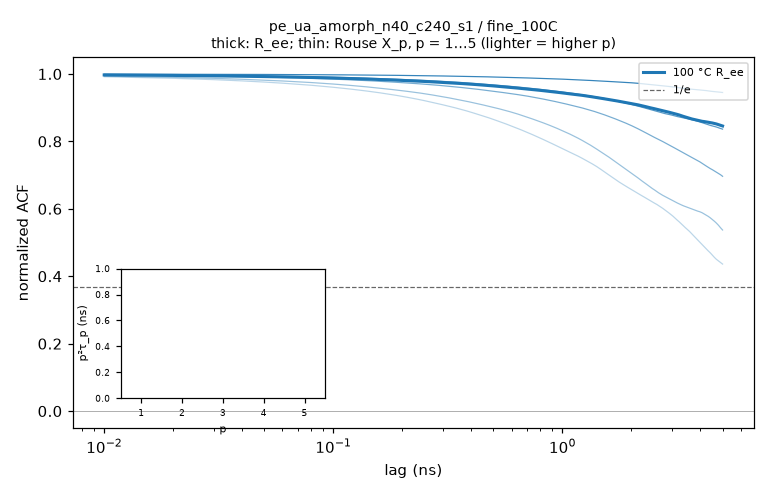 pe_ua_amorph_n40_c240_s1 / fine_100C
thick: R_ee; thin: Rouse X_p, p = 1…5 (lighter = higher p)
normalized ACF
1.0
0.8
0.6
0.4
0.2
0.0
100 °C R_ee
1/e
p²τ_p (ns)
1.0
0.8
0.6
0.4
0.2
0.0
1 2 3 4 5
p
10⁻² 10⁻¹ 10⁰
lag (ns)